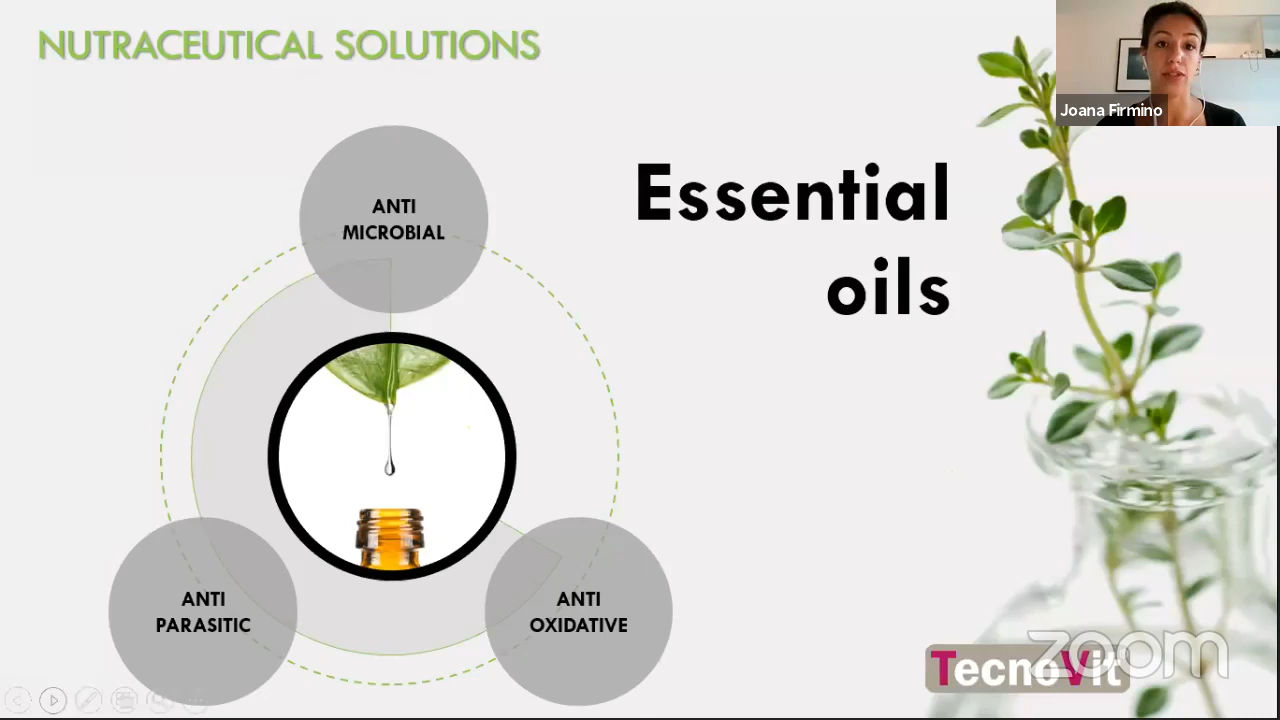 NUTRACEUTICAL SOLUTIONS
Joana Firmino
Essential
oils
ANTI
MICROBIAL
ANTI
PARASITIC
ANTI
OXIDATIVE
TecnoVit
zoom